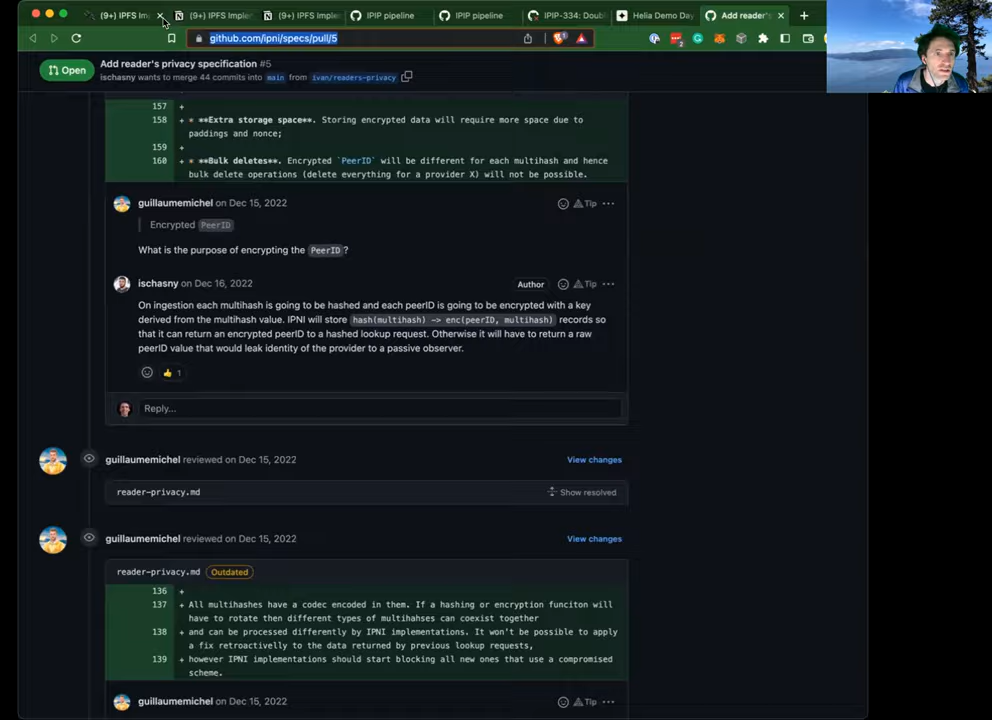 (9+) IPFS Im
(9+) IPFS Implen
(9+) IPFS Implen
IPIP pipeline
IPIP pipeline
IPIP-334: Doub
Helia Demo Day
Add reader's
github.com/ipni/specs/pull/5
Open
Add reader's privacy specification #5
ischasny wants to merge 44 commits into main from ivan/readers-privacy
157 +
158 + * **Extra storage space**. Storing encrypted data will require more space due to
paddings and nonce;
159 +
160 + * **Bulk deletes**. Encrypted `PeerID` will be different for each multihash and hence
bulk delete operations (delete everything for a provider X) will not be possible.
guillaumemichel on Dec 15, 2022
Tip ...
Encrypted PeerID
What is the purpose of encrypting the PeerID?
ischasny on Dec 16, 2022
Author
Tip ...
On ingestion each multihash is going to be hashed and each peerID is going to be encrypted with a key
derived from the multihash value. IPNI will store hash(multihash) -> enc(peerID, multihash) records so
that it can return an encrypted peerID to a hashed lookup request. Otherwise it will have to return a raw
peerID value that would leak identity of the provider to a passive observer.
1
Reply...
guillaumemichel reviewed on Dec 15, 2022
View changes
reader-privacy.md
Show resolved
guillaumemichel reviewed on Dec 15, 2022
View changes
reader-privacy.md Outdated
136 +
137 + All multihashes have a codec encoded in them. If a hashing or encryption funciton will
have to rotate then different types of multihahses can coexist together
138 + and can be processed differently by IPNI implementations. It won't be possible to apply
a fix retroactivelly to the data returned by previous lookup requests,
139 + however IPNI implementations should start blocking all new ones that use a compromised
scheme.
guillaumemichel on Dec 15, 2022
Tip ...